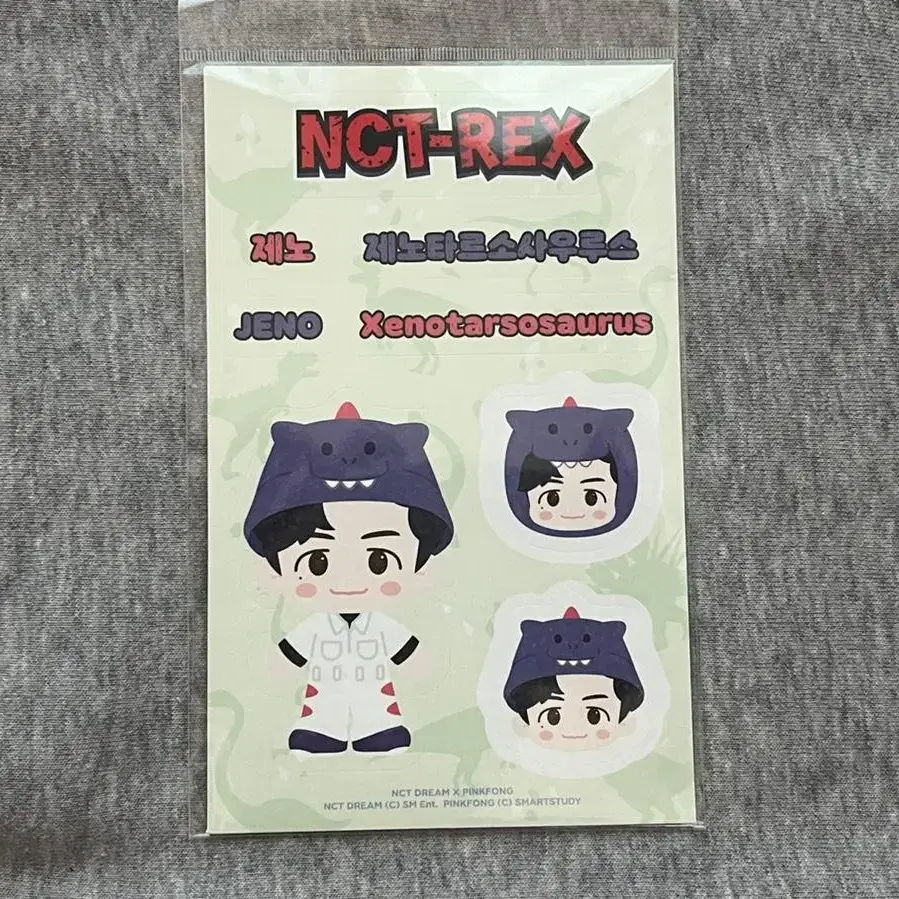 NCT-REX
제노 제노타르소사우루스
JENO Xenotarsosaurus
NCT DREAM X PINKFONG
NCT DREAM (C) SM Ent. PINKFONG (C) SMARTSTUDY